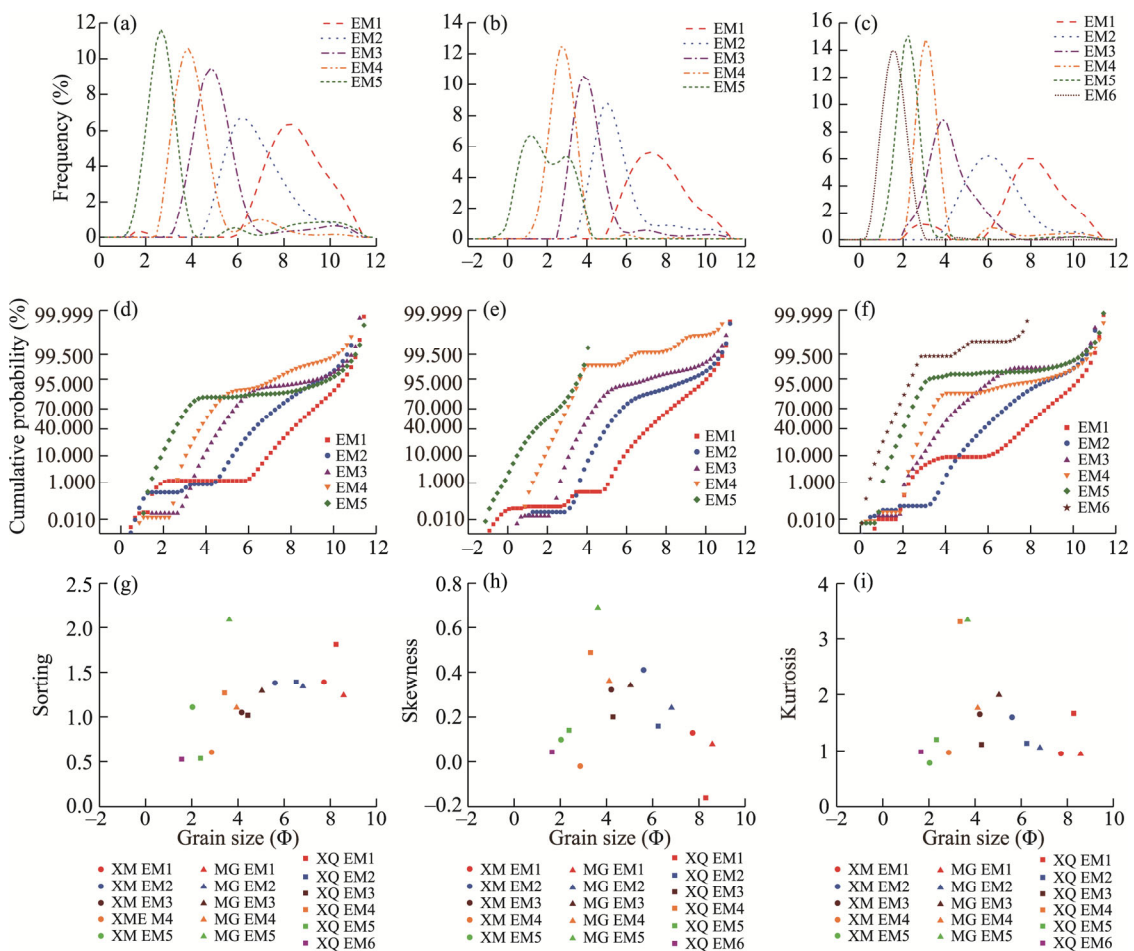 (a)
EM1
EM2
EM3
EM4
EM5
12
10
8
6
4
2
0
Frequency (%)
0 2 4 6 8 10 12
(b)
EM1
EM2
EM3
EM4
EM5
14
12
10
8
6
4
2
0
−2 0 2 4 6 8 10 12
(c)
EM1
EM2
EM3
EM4
EM5
EM6
16
14
12
10
8
6
4
2
0
0 2 4 6 8 10 12
(d)
99.999
99.500
95.000
70.000
40.000
10.000
1.000
0.010
Cumulative probability (%)
EM1
EM2
EM3
EM4
EM5
0 2 4 6 8 10 12
(e)
99.999
99.500
95.000
70.000
40.000
10.000
1.000
0.010
EM1
EM2
EM3
EM4
EM5
0 2 4 6 8 10 12
(f)
99.999
99.500
95.000
70.000
40.000
10.000
1.000
0.010
EM1
EM2
EM3
EM4
EM5
EM6
0 2 4 6 8 10 12
(g)
2.5
2.0
1.5
1.0
0.5
0.0
Sorting
−2 0 2 4 6 8 10
Grain size (Φ)
(h)
0.8
0.6
0.4
0.2
0.0
−0.2
Skewness
−2 0 2 4 6 8 10
Grain size (Φ)
(i)
4
3
2
1
0
Kurtosis
−2 0 2 4 6 8 10
Grain size (Φ)
XM EM1
XM EM2
XM EM3
XME M4
XM EM5
MG EM1
MG EM2
MG EM3
MG EM4
MG EM5
XQ EM1
XQ EM2
XQ EM3
XQ EM4
XQ EM5
XQ EM6
XM EM1
XM EM2
XM EM3
XM EM4
XM EM5
MG EM1
MG EM2
MG EM3
MG EM4
MG EM5
XQ EM1
XQ EM2
XQ EM3
XQ EM4
XQ EM5
XQ EM6
XM EM1
XM EM2
XM EM3
XM EM4
XM EM5
MG EM1
MG EM2
MG EM3
MG EM4
MG EM5
XQ EM1
XQ EM2
XQ EM3
XQ EM4
XQ EM5
XQ EM6